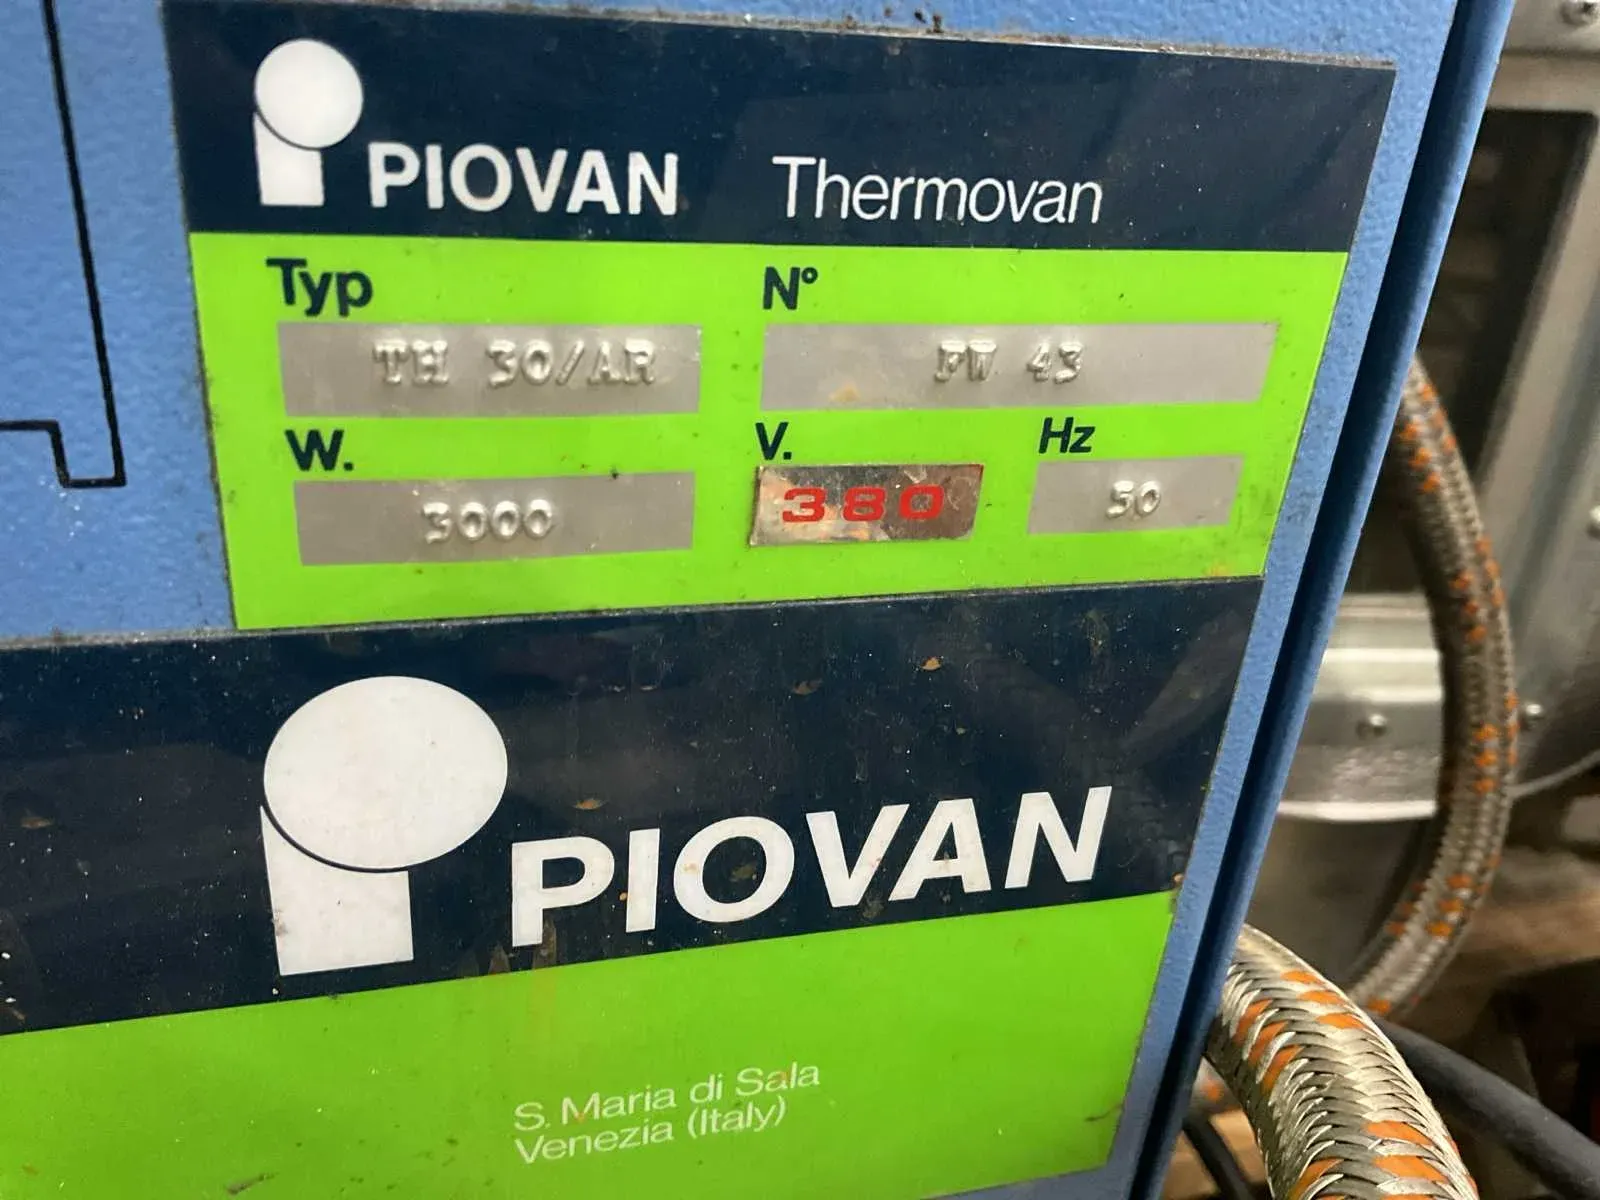 PIOVAN Thermovan
Typ N°
TH 30/AR FW 43
W. V. Hz
3000 380 50
PIOVAN
S. Maria di Sala
Venezia (Italy)